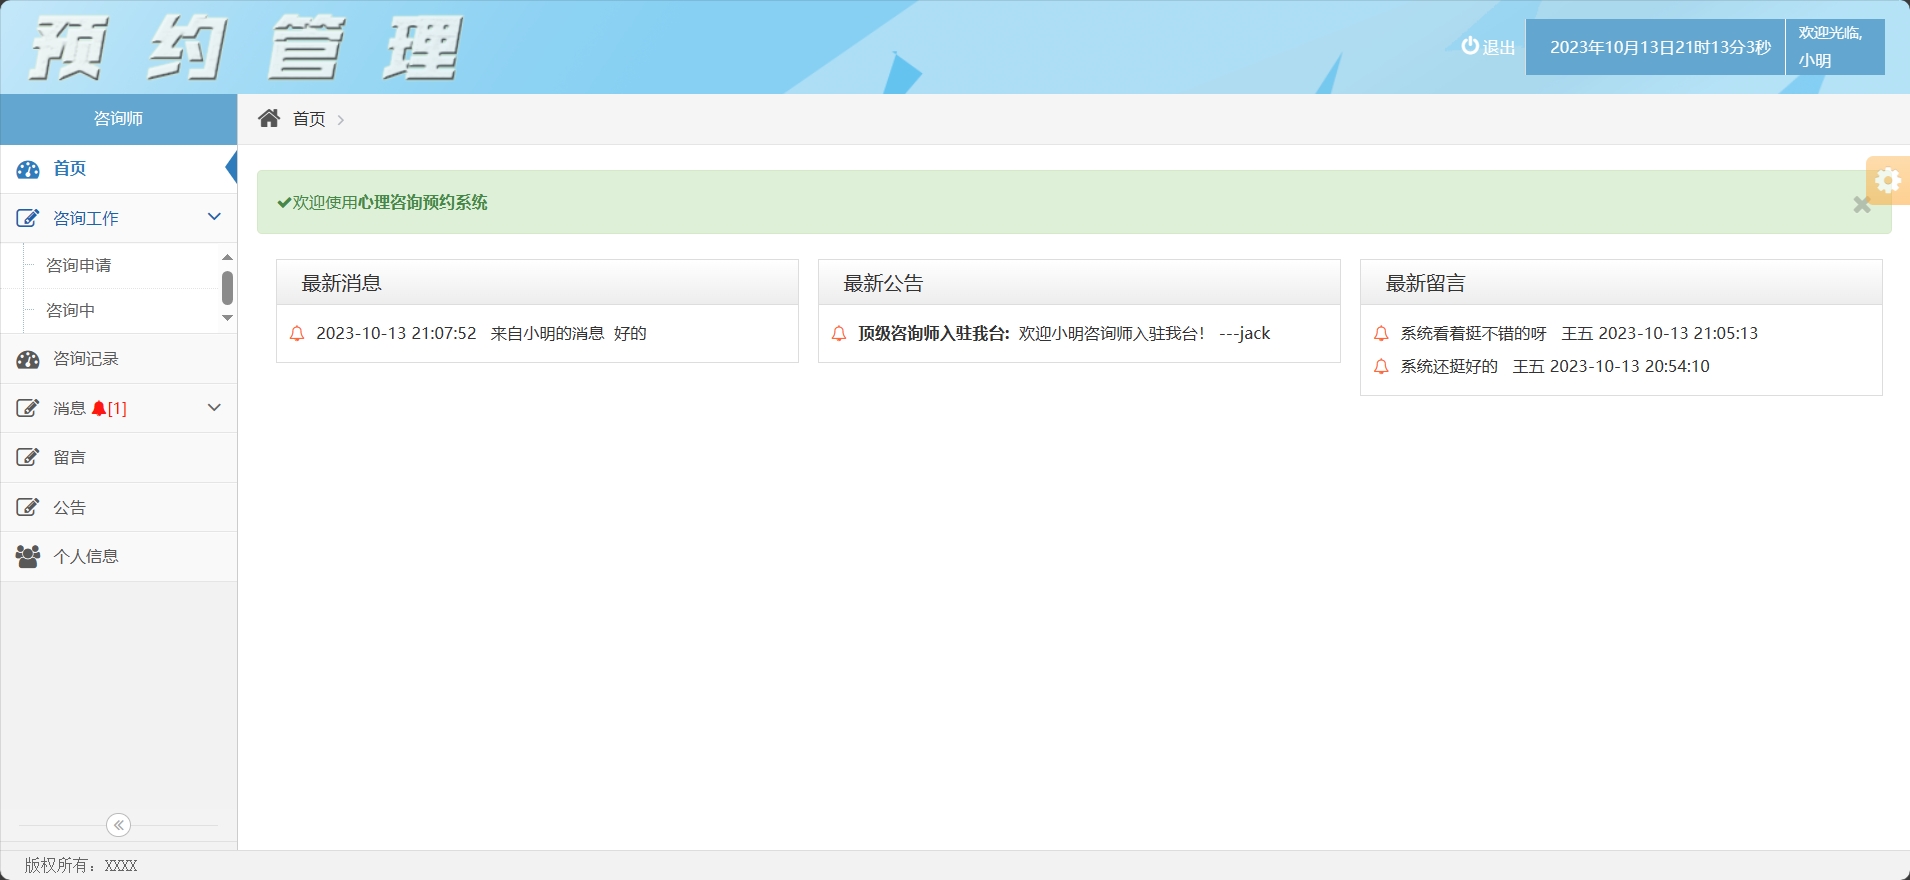 预约管理
退出
2023年10月13日21时13分3秒
欢迎光临,
小明
咨询师
首页
首页
咨询工作
咨询申请
咨询中
咨询记录
消息 [1]
留言
公告
个人信息
欢迎使用心理咨询预约系统
最新消息
2023-10-13 21:07:52 来自小明的消息 好的
最新公告
顶级咨询师入驻我台: 欢迎小明咨询师入驻我台! ---jack
最新留言
系统看着挺不错的呀 王五 2023-10-13 21:05:13
系统还挺好的 王五 2023-10-13 20:54:10
版权所有：XXXX